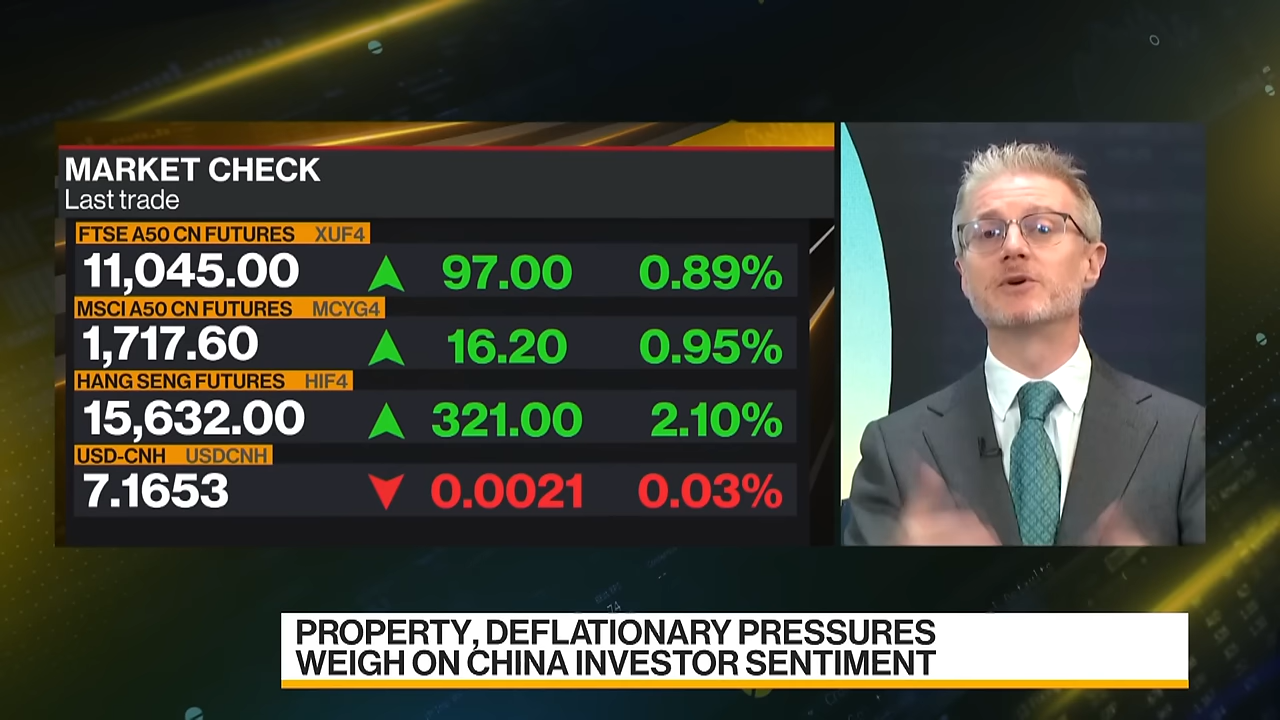 MARKET CHECK
Last trade
FTSE A50 CN FUTURES XUF4
11,045.00 97.00 0.89%
MSCI A50 CN FUTURES MCYG4
1,717.60 16.20 0.95%
HANG SENG FUTURES HIF4
15,632.00 321.00 2.10%
USD-CNH USDCNH
7.1653 0.0021 0.03%
PROPERTY, DEFLATIONARY PRESSURES
WEIGH ON CHINA INVESTOR SENTIMENT